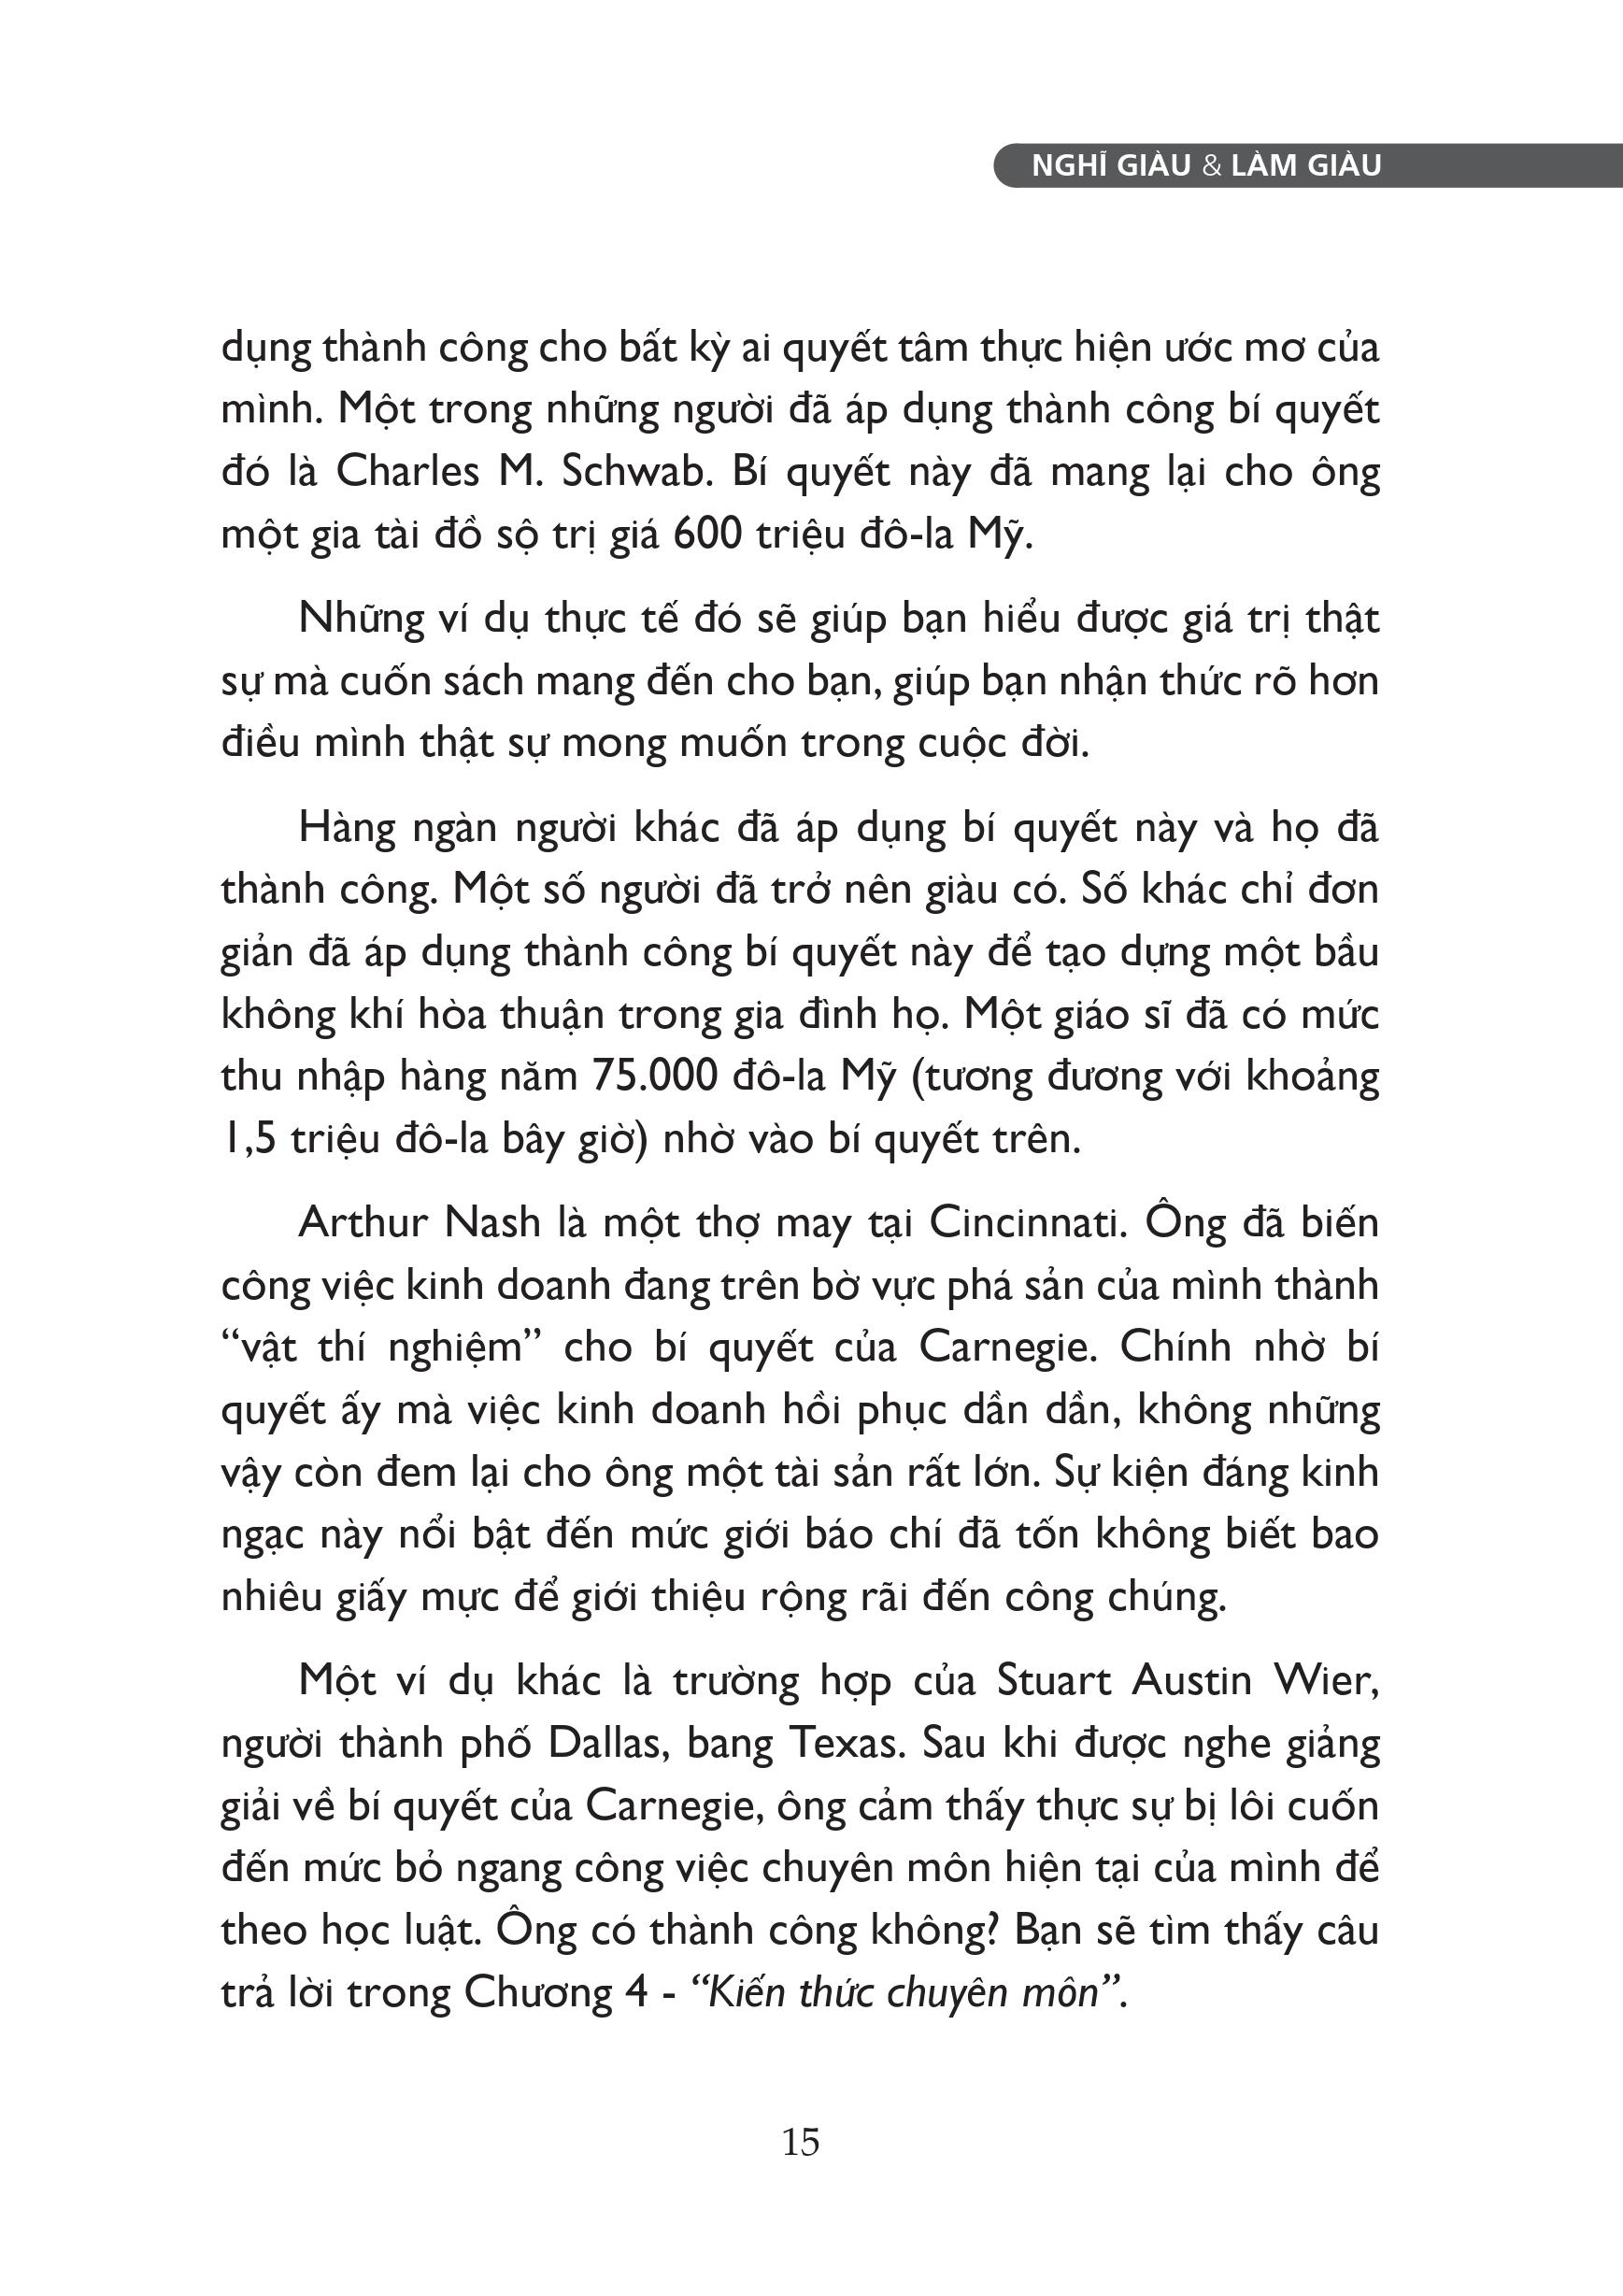 NGHĨ GIÀU & LÀM GIÀU
dụng thành công cho bất kỳ ai quyết tâm thực hiện ước mơ của
mình. Một trong những người đã áp dụng thành công bí quyết
đó là Charles M. Schwab. Bí quyết này đã mang lại cho ông
một gia tài đồ sộ trị giá 600 triệu đô-la Mỹ.
Những ví dụ thực tế đó sẽ giúp bạn hiểu được giá trị thật
sự mà cuốn sách mang đến cho bạn, giúp bạn nhận thức rõ hơn
điều mình thật sự mong muốn trong cuộc đời.
Hàng ngàn người khác đã áp dụng bí quyết này và họ đã
thành công. Một số người đã trở nên giàu có. Số khác chỉ đơn
giản đã áp dụng thành công bí quyết này để tạo dựng một bầu
không khí hòa thuận trong gia đình họ. Một giáo sĩ đã có mức
thu nhập hàng năm 75.000 đô-la Mỹ (tương đương với khoảng
1,5 triệu đô-la bây giờ) nhờ vào bí quyết trên.
Arthur Nash là một thợ may tại Cincinnati. Ông đã biến
công việc kinh doanh đang trên bờ vực phá sản của mình thành
“vật thí nghiệm” cho bí quyết của Carnegie. Chính nhờ bí
quyết ấy mà việc kinh doanh hồi phục dần dần, không những
vậy còn đem lại cho ông một tài sản rất lớn. Sự kiện đáng kinh
ngạc này nổi bật đến mức giới báo chí đã tốn không biết bao
nhiêu giấy mực để giới thiệu rộng rãi đến công chúng.
Một ví dụ khác là trường hợp của Stuart Austin Wier,
người thành phố Dallas, bang Texas. Sau khi được nghe giảng
giải về bí quyết của Carnegie, ông cảm thấy thực sự bị lôi cuốn
đến mức bỏ ngang công việc chuyên môn hiện tại của mình để
theo học luật. Ông có thành công không? Bạn sẽ tìm thấy câu
trả lời trong Chương 4 - “Kiến thức chuyên môn”.
15